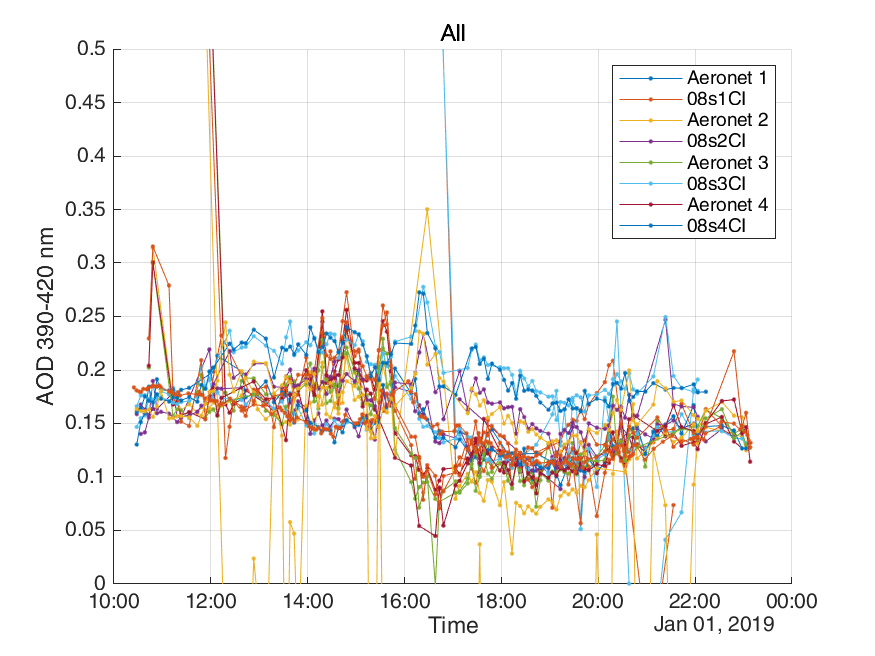 All
0.5
0.45
0.4
0.35
0.3
0.25
0.2
0.15
0.1
0.05
0
AOD 390-420 nm
Aeronet 1
08s1CI
Aeronet 2
08s2CI
Aeronet 3
08s3CI
Aeronet 4
08s4CI
10:00 12:00 14:00 16:00 18:00 20:00 22:00 00:00
Time
Jan 01, 2019